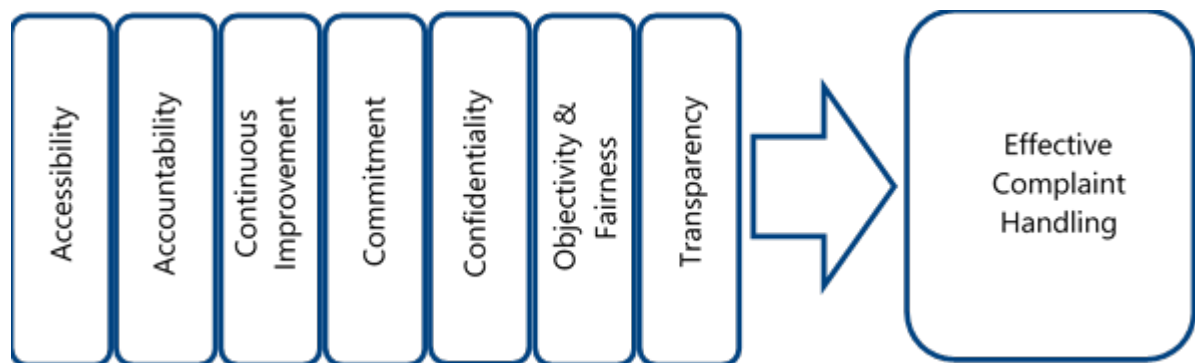 Accessibility
Accountability
Continuous
Improvement
Commitment
Confidentiality
Objectivity &
Fairness
Transparency
Effective
Complaint
Handling